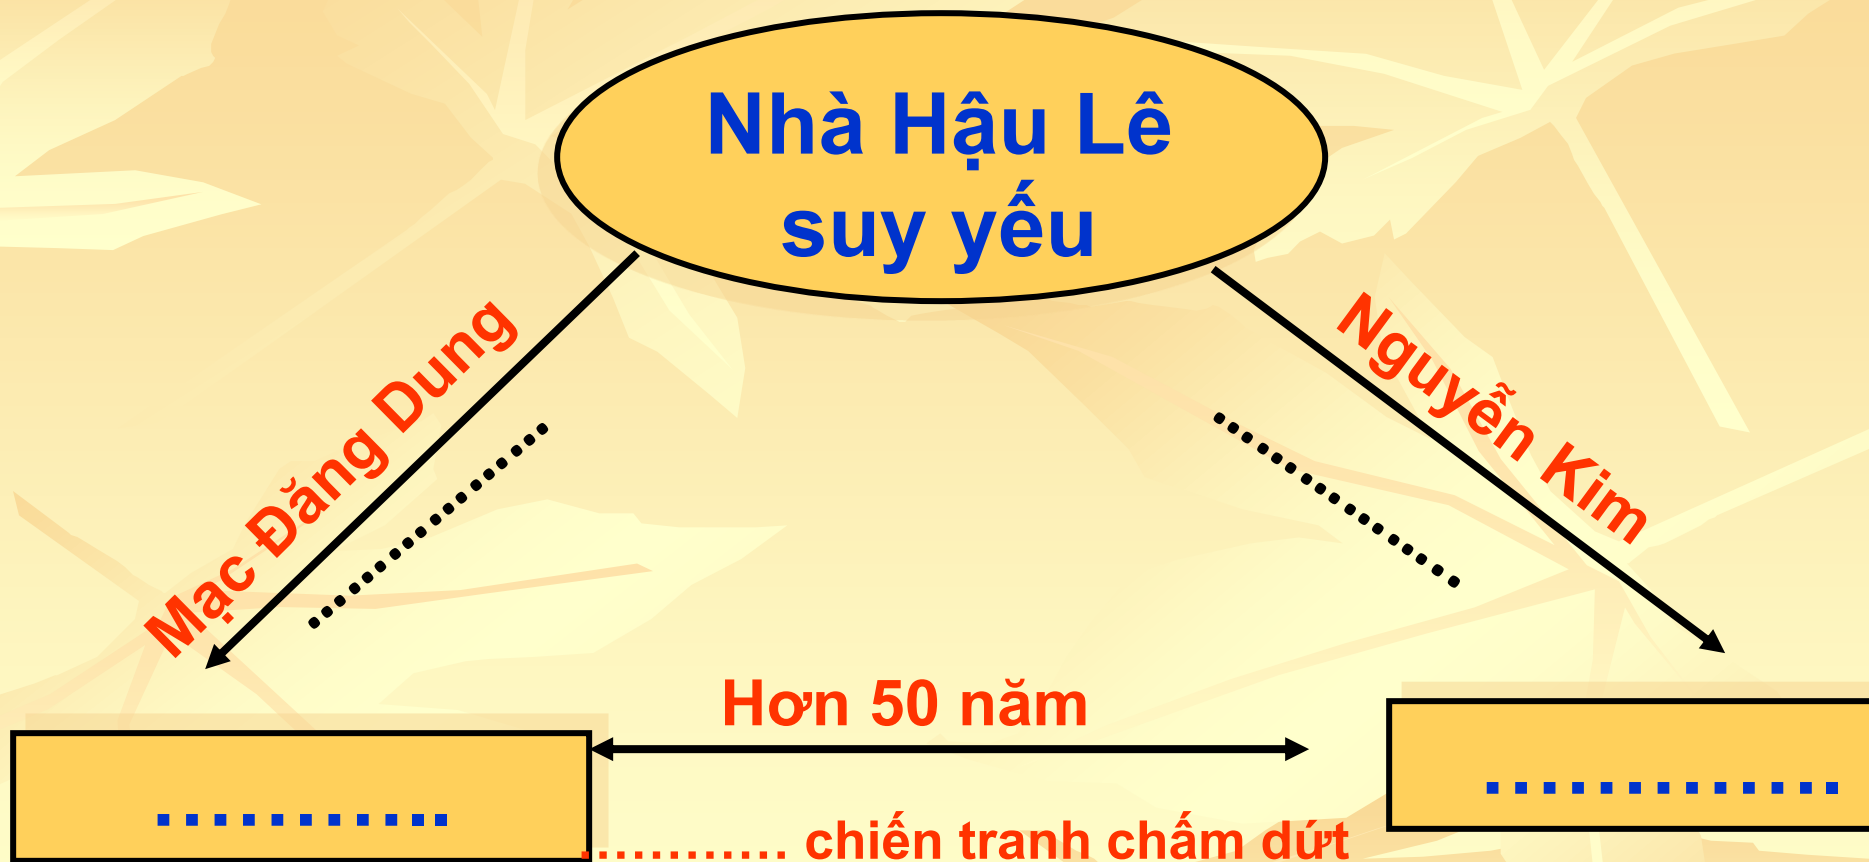 Nhà Hậu Lê
suy yếu
Mạc Đăng Dung
................
Nguyễn Kim
................
Hơn 50 năm
...........
.............
............ chiến tranh chấm dứt